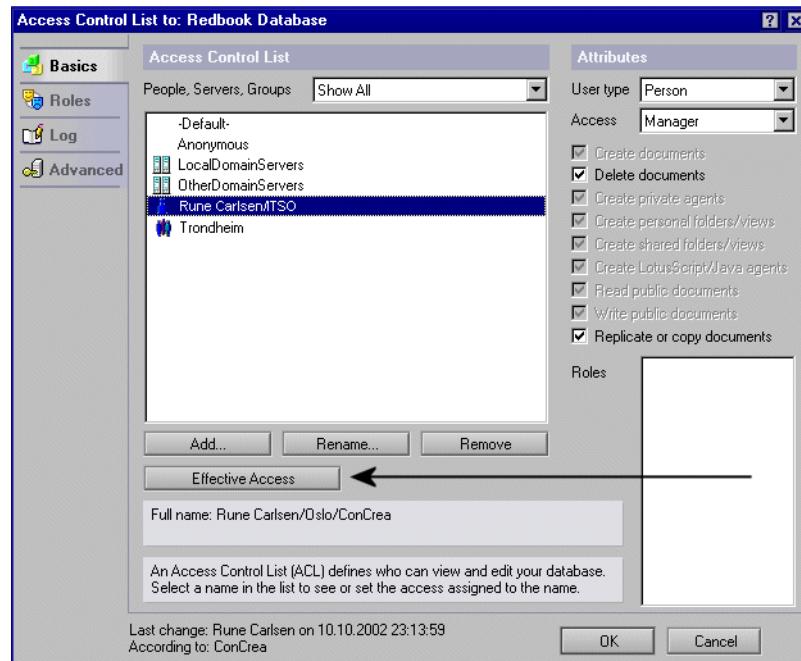 Access Control List to: Redbook Database
Basics
Roles
Log
Advanced
Access Control List
People, Servers, Groups Show All
-Default-
Anonymous
LocalDomainServers
OtherDomainServers
Rune Carlsen/ITSO
Trondheim
Add... Rename... Remove
Effective Access
Full name: Rune Carlsen/Oslo/ConCrea
An Access Control List (ACL) defines who can view and edit your database.
Select a name in the list to see or set the access assigned to the name.
Attributes
User type Person
Access Manager
Create documents
Delete documents
Create private agents
Create personal folders/views
Create shared folders/views
Create LotusScript/Java agents
Read public documents
Write public documents
Replicate or copy documents
Roles
Last change: Rune Carlsen on 10.10.2002 23:13:59
According to: ConCrea
OK Cancel